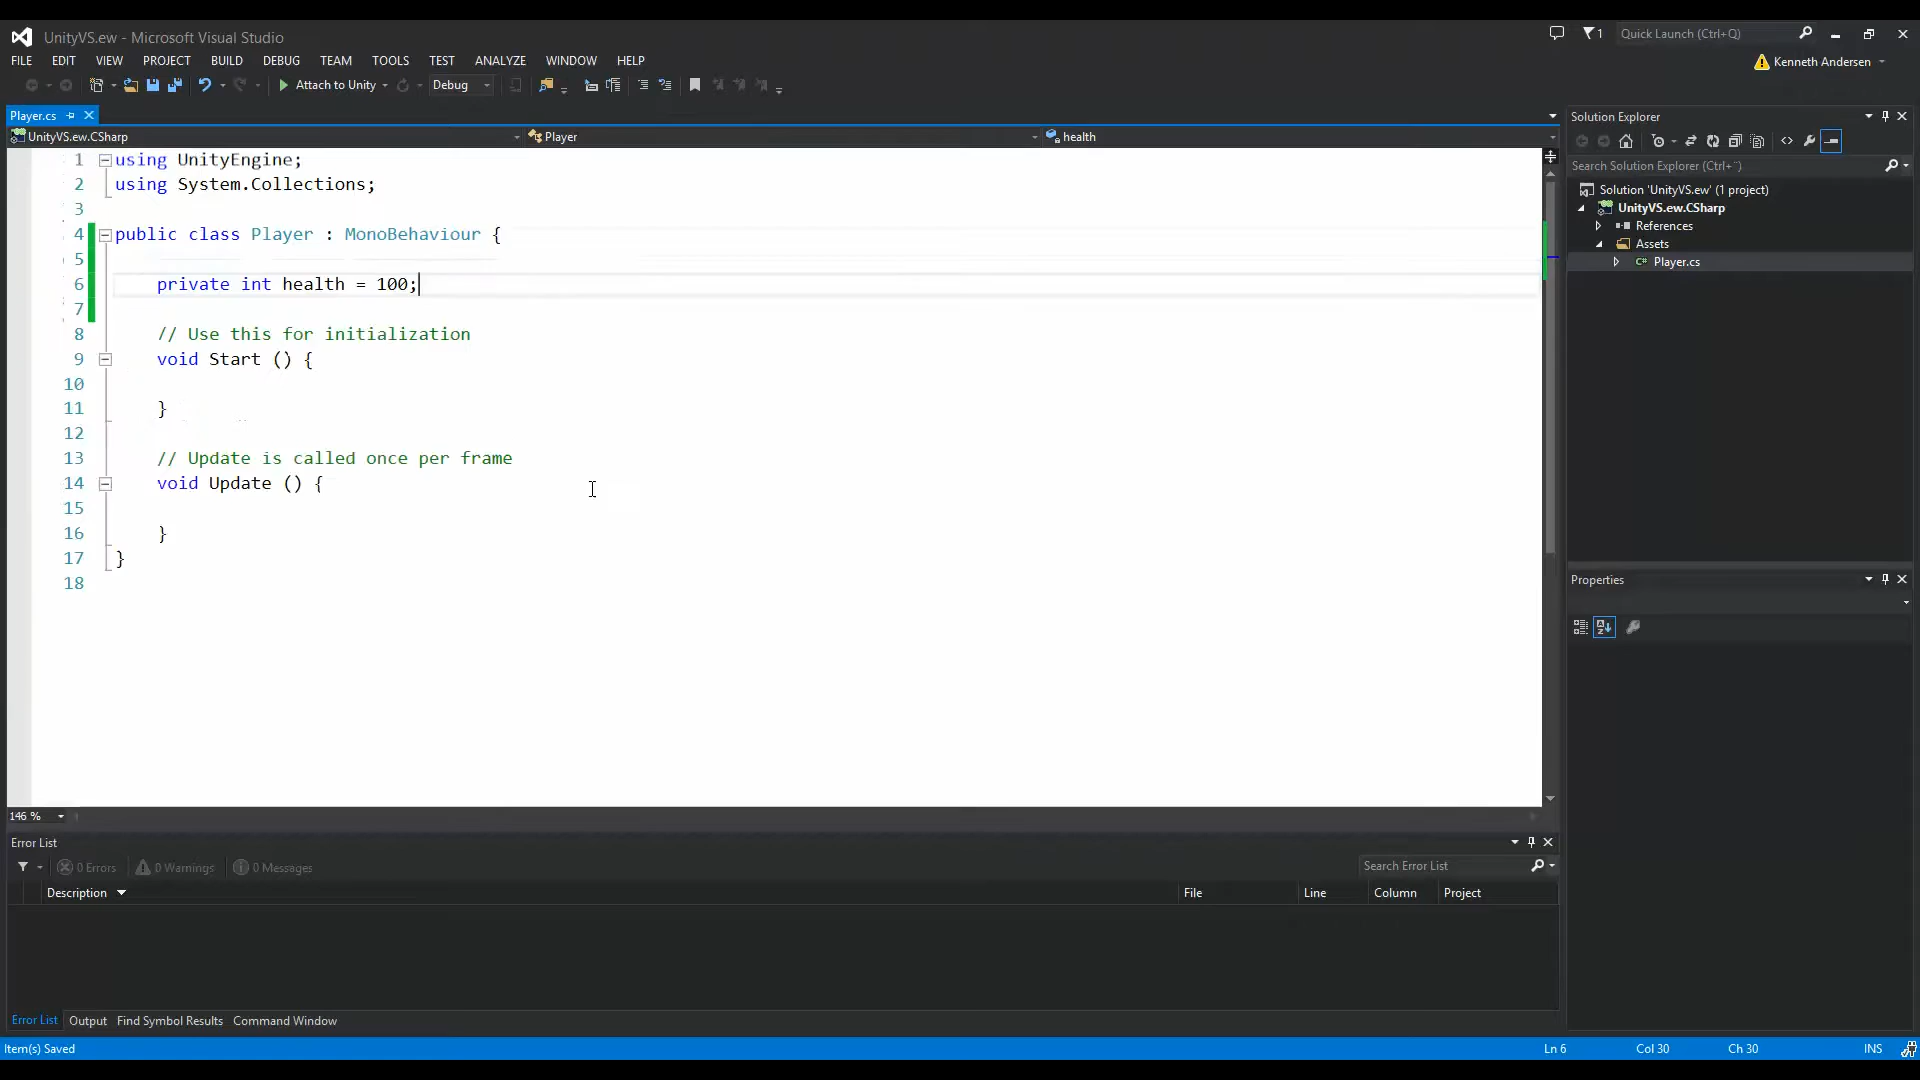 UnityVS.ew - Microsoft Visual Studio
1
Quick Launch (Ctrl+Q)
FILE EDIT VIEW PROJECT BUILD DEBUG TEAM TOOLS TEST ANALYZE WINDOW HELP
Kenneth Andersen
Attach to Unity
Debug
Player.cs
UnityVS.ew.CSharp
Player
health
1 using UnityEngine;
2 using System.Collections;
3
4 public class Player : MonoBehaviour {
5
6 private int health = 100;
7
8 // Use this for initialization
9 void Start () {
10
11 }
12
13 // Update is called once per frame
14 void Update () {
15
16 }
17 }
18
146 %
Solution Explorer
Search Solution Explorer (Ctrl+¨)
Solution 'UnityVS.ew' (1 project)
UnityVS.ew.CSharp
References
Assets
C# Player.cs
Properties
Error List
0 Errors
0 Warnings
0 Messages
Search Error List
Description File Line Column Project
Error List Output Find Symbol Results Command Window
Item(s) Saved
Ln 6 Col 30 Ch 30 INS